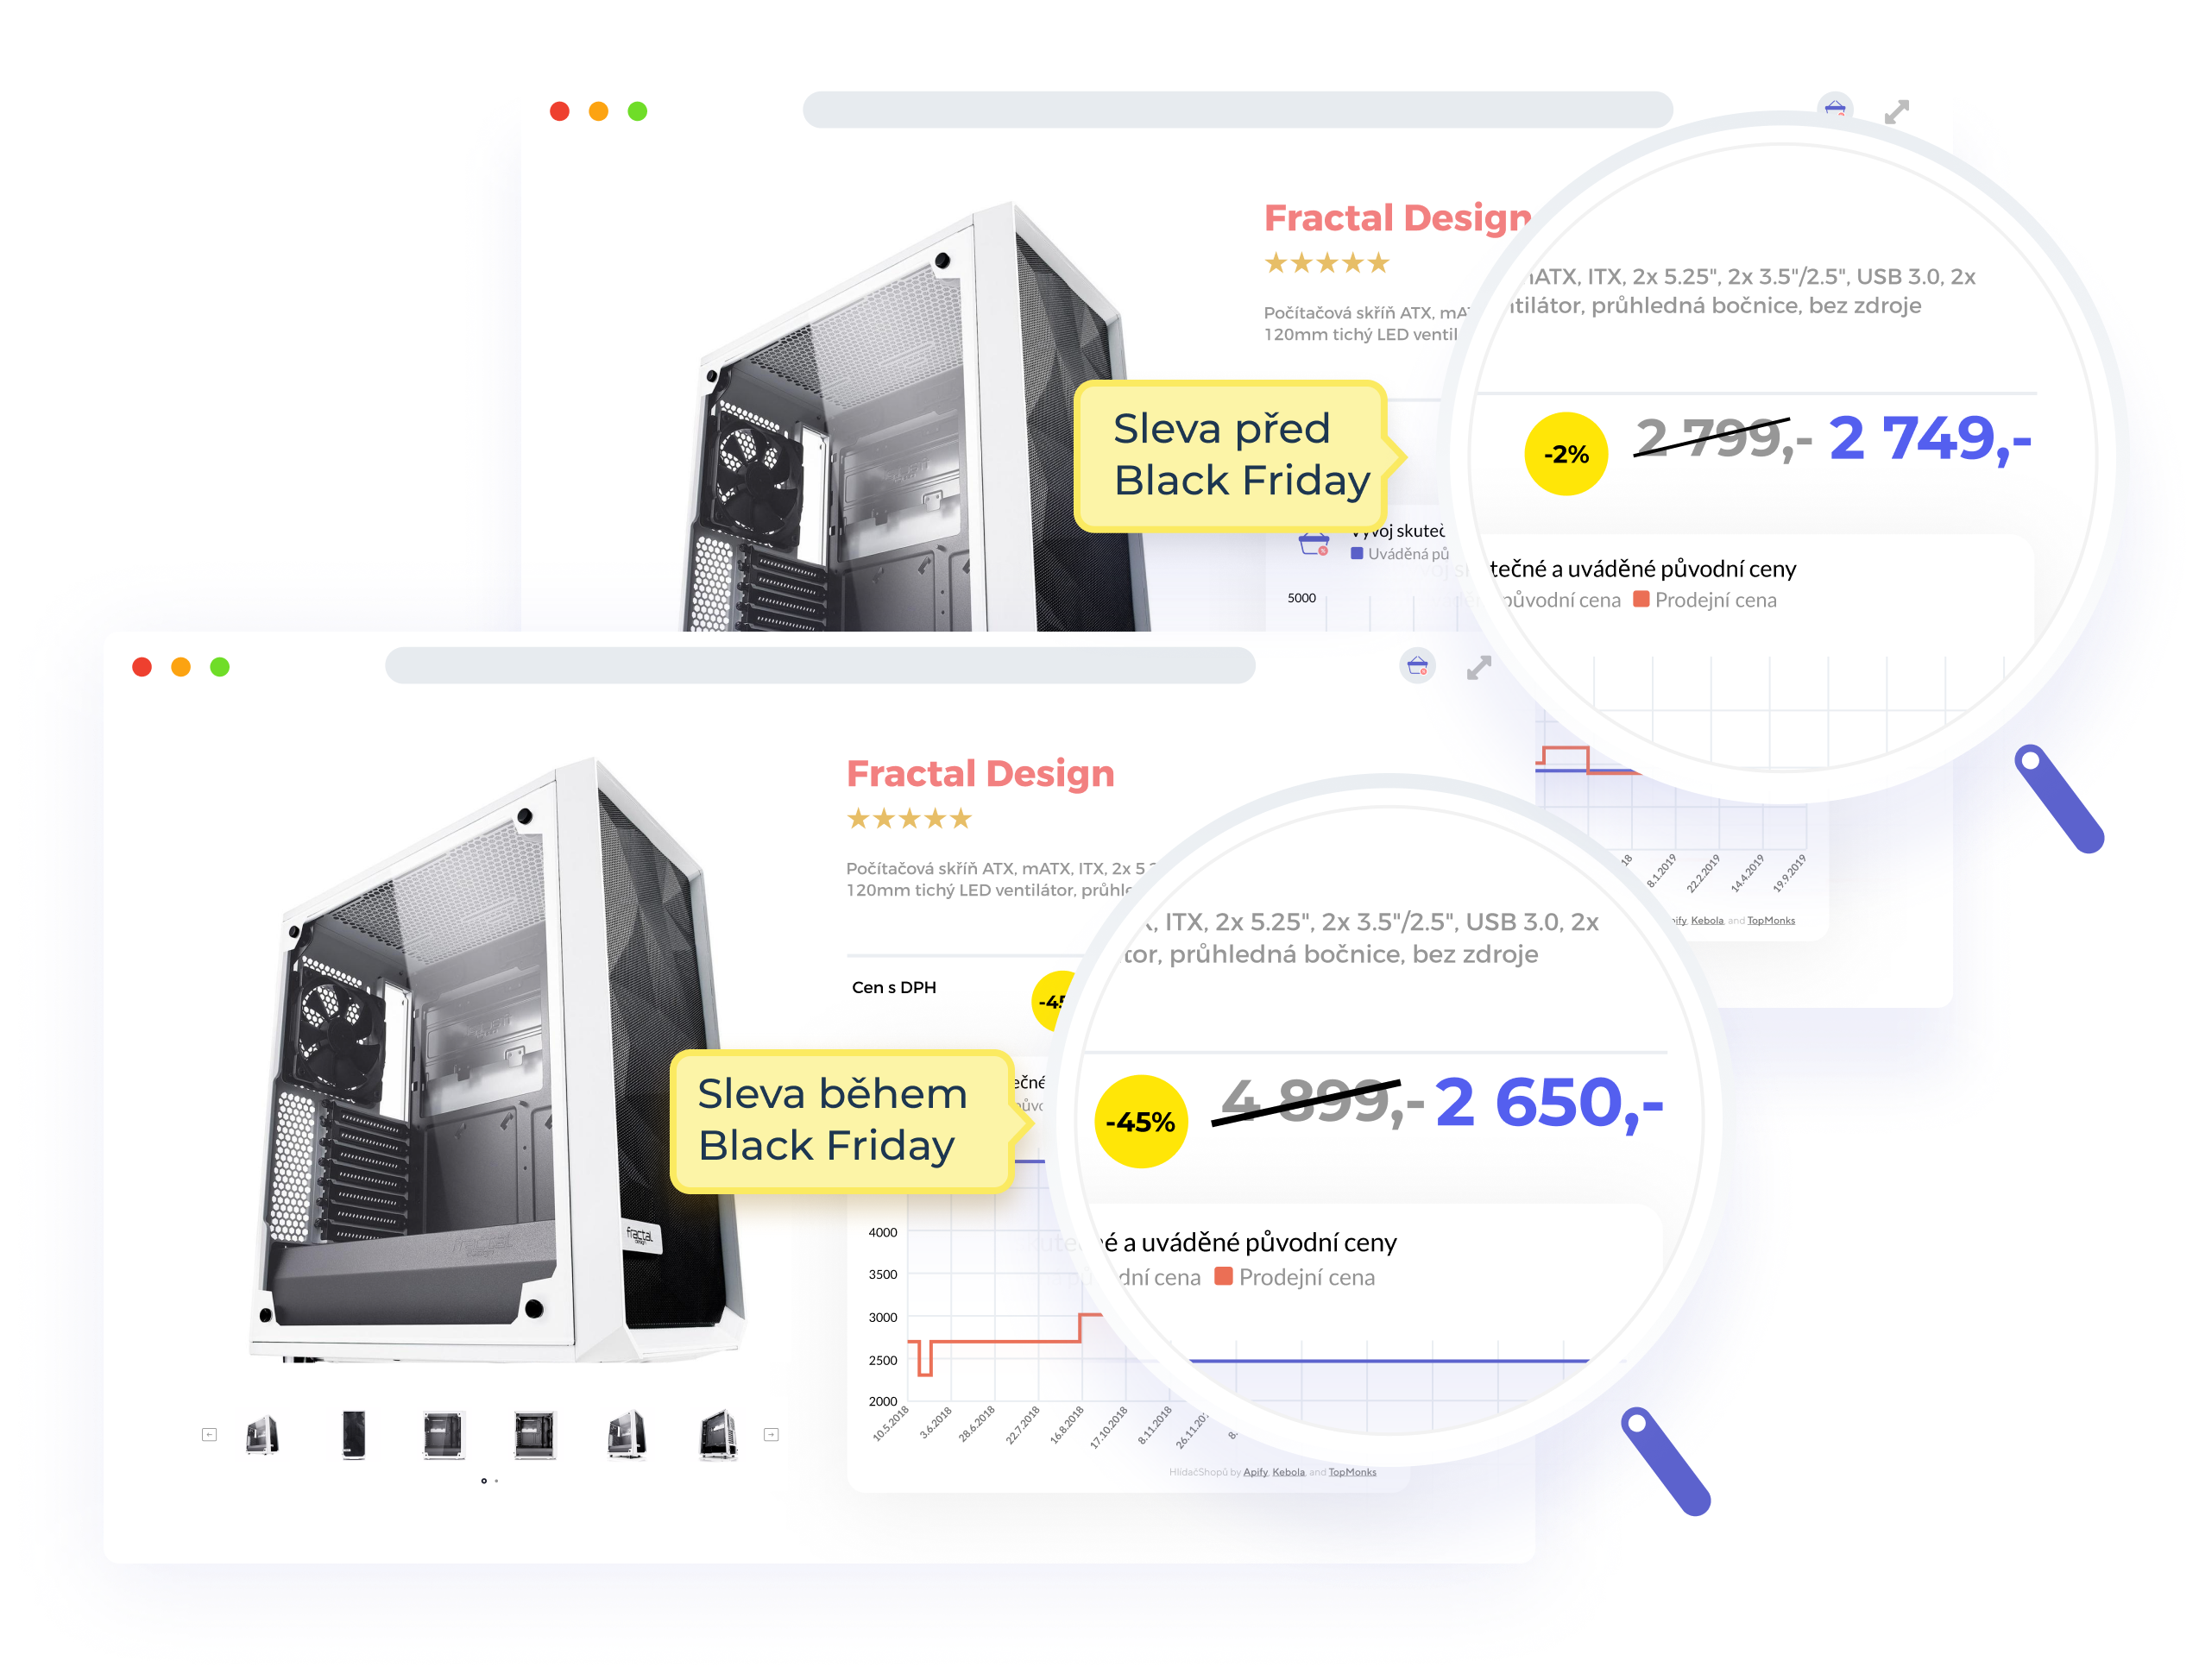 Fractal Design
Počítačová skříň ATX, mA
120mm tichý LED ventil
ATX, ITX, 2x 5.25", 2x 3.5"/2.5", USB 3.0, 2x
tilátor, průhledná bočnice, bez zdroje
Sleva před
Black Friday
-2% 2 799,- 2 749,-
Vývoj skuteč
Uváděná pů
tečné a uváděné původní ceny
původní cena Prodejní cena
5000
18 8.1.2019 22.2.2019 14.4.2019 19.9.2019
pify, Kebola, and TopMonks
Fractal Design
Počítačová skříň ATX, mATX, ITX, 2x 5
120mm tichý LED ventilátor, průhle
, ITX, 2x 5.25", 2x 3.5"/2.5", USB 3.0, 2x
tor, průhledná bočnice, bez zdroje
Cen s DPH
-45
Sleva během
Black Friday
-45% 4 899,- 2 650,-
ečné
ův
é a uváděné původní ceny
dní cena Prodejní cena
4000
3500
3000
2500
2000
10.5.2018 3.6.2018 28.6.2018 22.7.2018 16.8.2018 17.10.2018 8.11.2018 26.11.20 8.
HlídačShopů by Apify, Kebola, and TopMonks
fractal
design